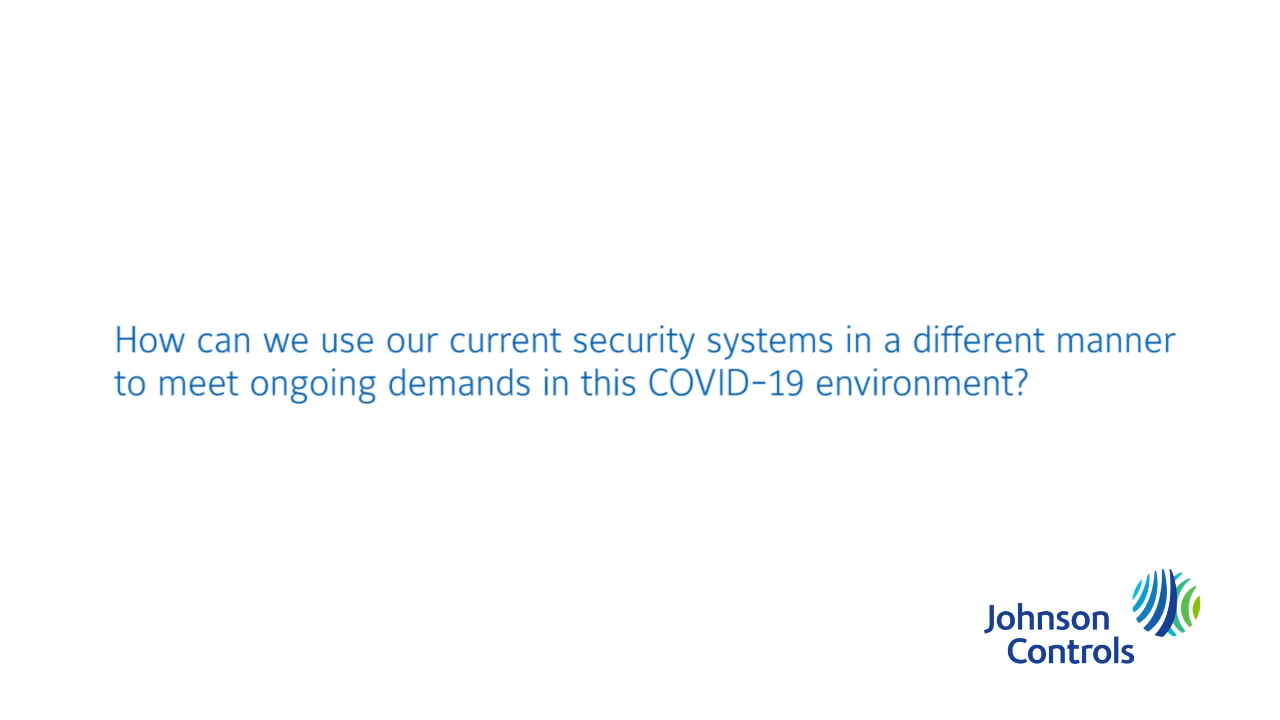 How can we use our current security systems in a different manner
to meet ongoing demands in this COVID-19 environment?
Johnson
Controls